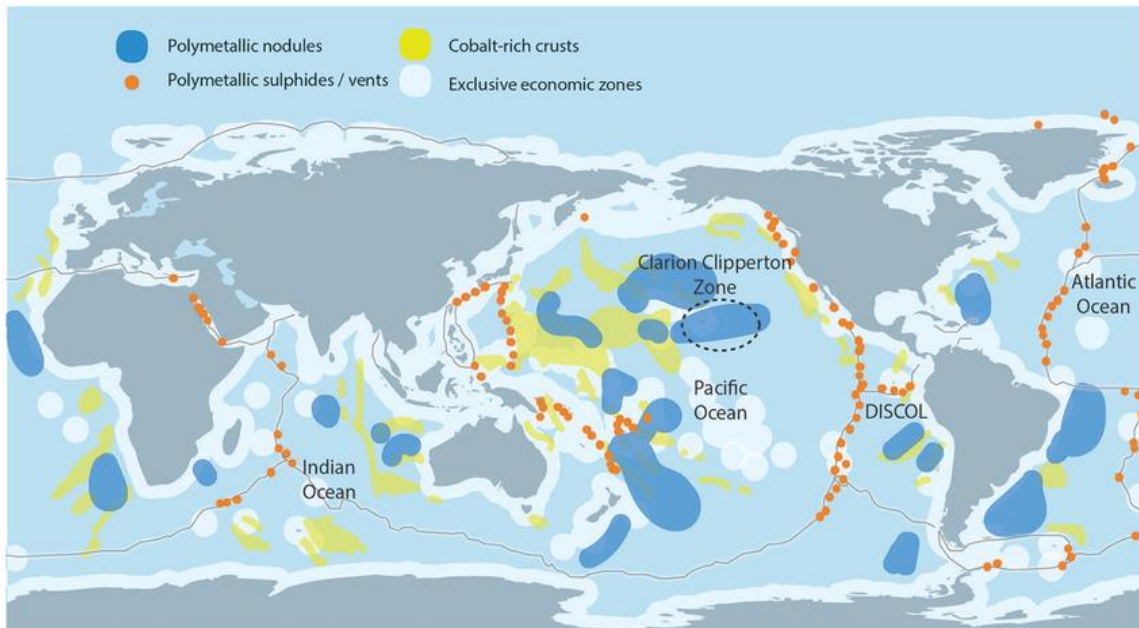 Polymetallic nodules
Cobalt-rich crusts
Polymetallic sulphides / vents
Exclusive economic zones
Clarion Clipperton
Zone
Atlantic
Ocean
Pacific
Ocean
DISCOL
Indian
Ocean